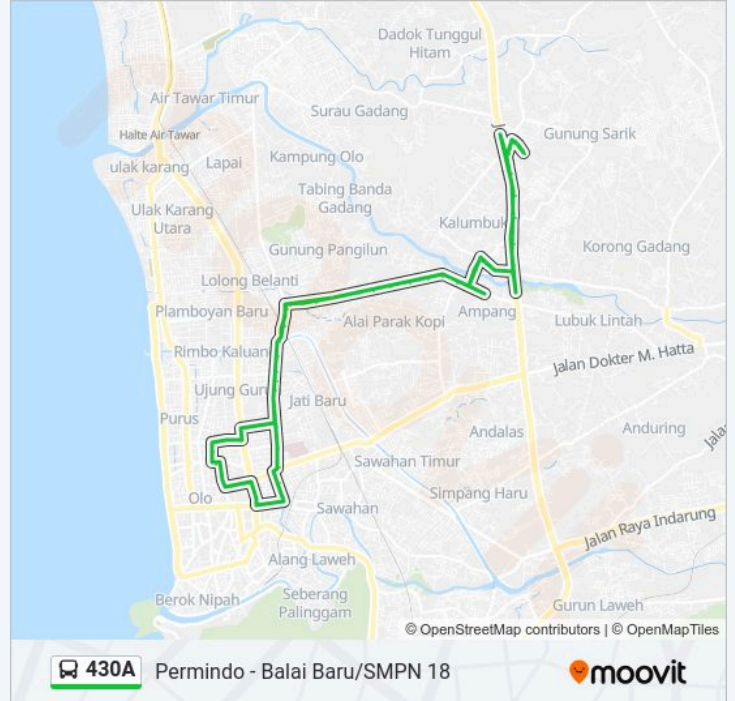 Dadok Tunggul
Hitam
Air Tawar Timur
Surau Gadang
Halte Air Tawar
Gunung Sarik
ulak karang
Lapai
Kampung Olo
Tabing Banda
Gadang
Ulak Karang
Utara
Kalumbuk
Gunung Pangilun
Korong Gadang
Lolong Belanti
Plamboyan Baru
Ampang
Alai Parak Kopi
Lubuk Lintah
Rimbo Kaluan
Jalan Dokter M. Hatta
Ujung Guru
Jati Baru
Purus
Andalas
Anduring
Jala
Sawahan Timur
Olo
Simpang Haru
Sawahan
Jalan Raya Indarung
Alang Laweh
Berok Nipah
Seberang
Palinggam
Gurun Laweh
© OpenStreetMap contributors | © OpenMapTiles
430A Permindo - Balai Baru/SMPN 18
moovit